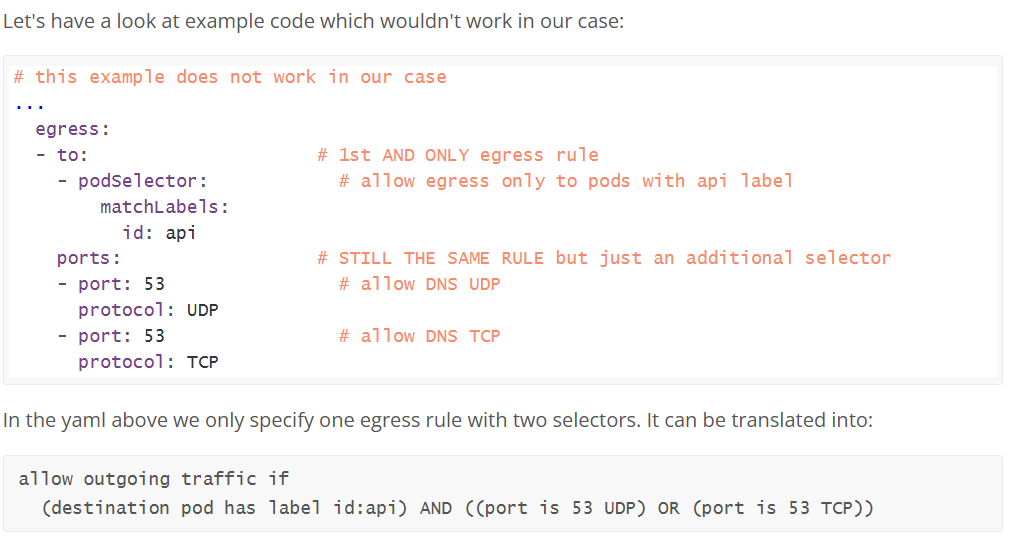 Let's have a look at example code which wouldn't work in our case:
# this example does not work in our case
...
  egress:
  - to:                     # 1st AND ONLY egress rule
    - podSelector:            # allow egress only to pods with api label
        matchLabels:
          id: api
    ports:                  # STILL THE SAME RULE but just an additional selector
    - port: 53                # allow DNS UDP
      protocol: UDP
    - port: 53                # allow DNS TCP
      protocol: TCP
In the yaml above we only specify one egress rule with two selectors. It can be translated into:
allow outgoing traffic if
  (destination pod has label id:api) AND ((port is 53 UDP) OR (port is 53 TCP))